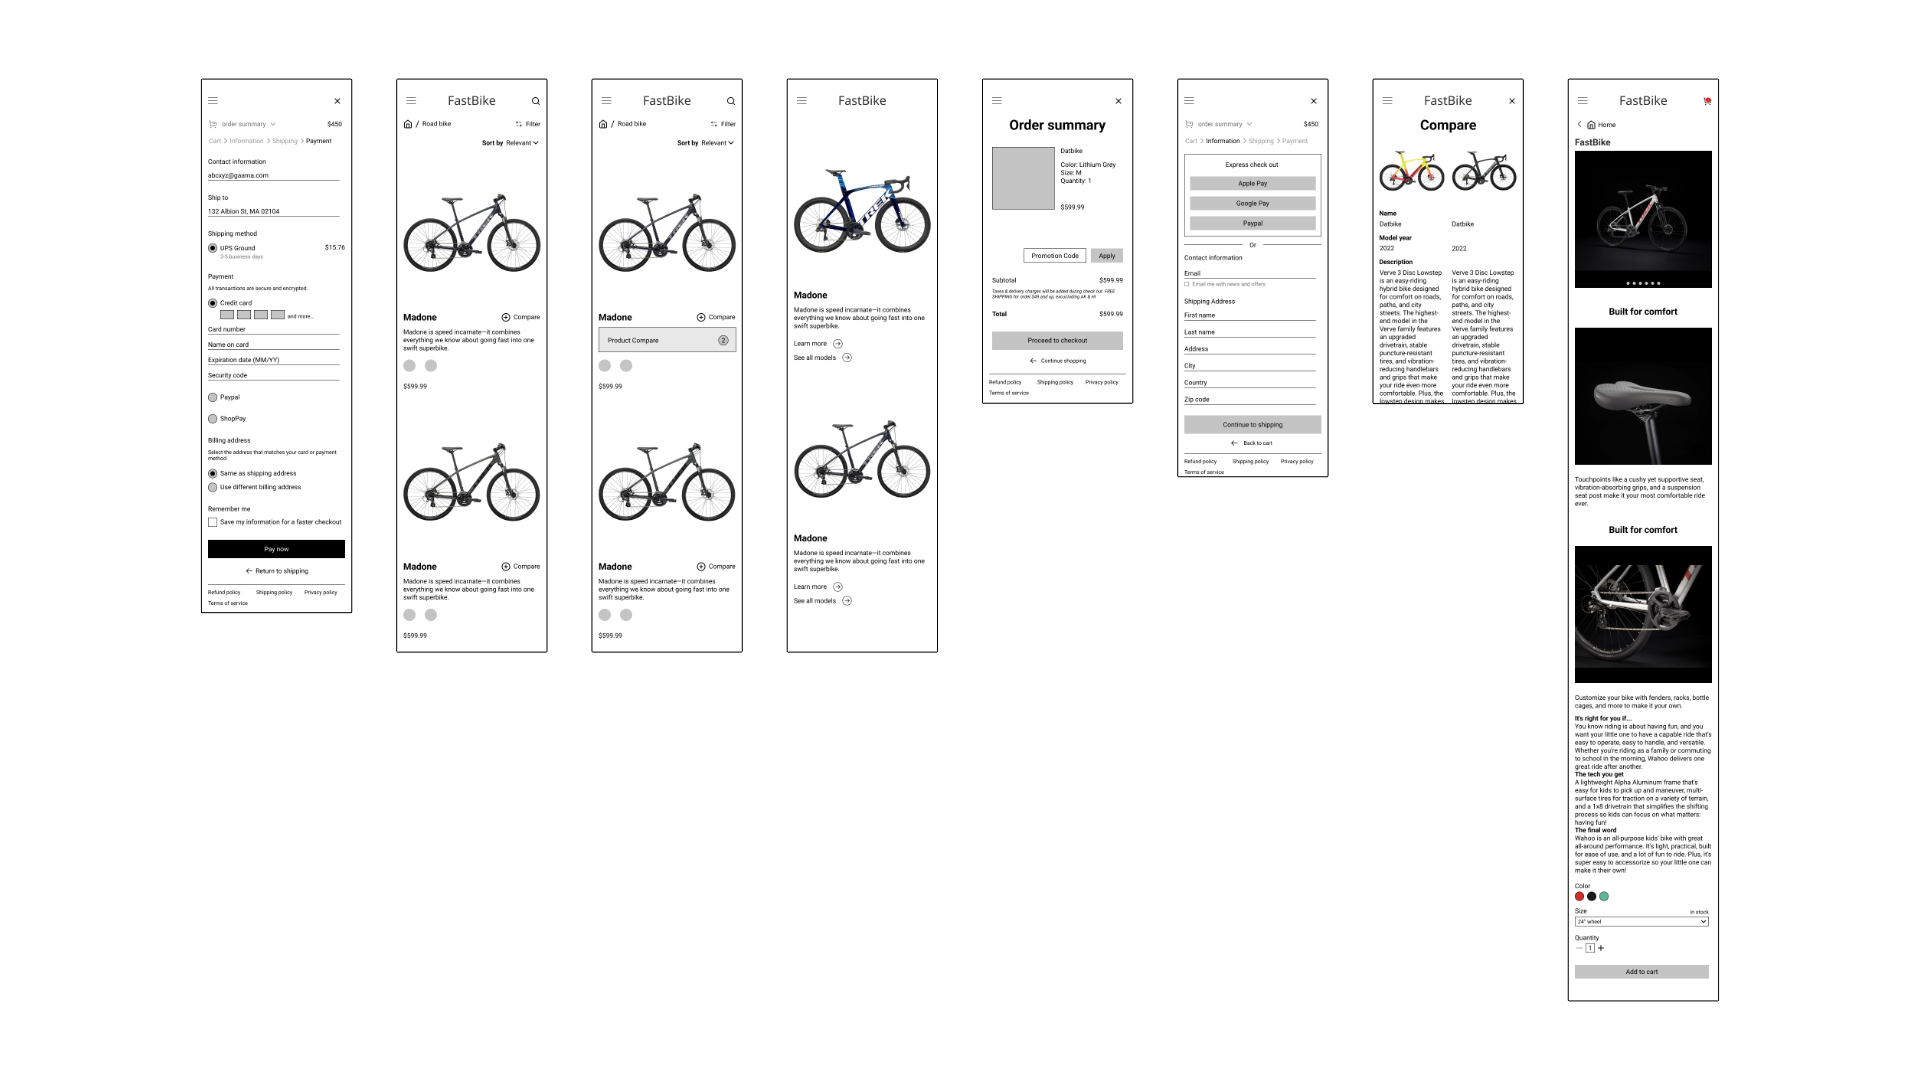 order summary
$450
Cart > Information > Shipping > Payment
Contact information
abcxyz@gaama.com
Ship to
132 Albion St, MA 02104
Shipping method
UPS Ground
$15.76
3-5 business days
Payment
All transactions are secure and encrypted.
Credit card
and more...
Card number
Name on card
Expiration date (MM/YY)
Security code
Paypal
ShopPay
Billing address
Select the address that matches your card or payment
method.
Same as shipping address
Use different billing address
Remember me
Save my information for a faster checkout
Pay now
Return to shipping
Refund policy Shipping policy Privacy policy
Terms of service
FastBike
/ Road bike
Filter
Sort by Relevant
Madone
Compare
Madone is speed incarnate—it combines
everything we know about going fast into one
swift superbike.
$599.99
Madone
Compare
Madone is speed incarnate—it combines
everything we know about going fast into one
swift superbike.
$599.99
FastBike
/ Road bike
Filter
Sort by Relevant
Madone
Compare
Product Compare
2
$599.99
Madone
Compare
Madone is speed incarnate—it combines
everything we know about going fast into one
swift superbike.
$599.99
FastBike
TREK
Madone
Madone is speed incarnate—it combines
everything we know about going fast into one
swift superbike.
Learn more
See all models
Madone
Madone is speed incarnate—it combines
everything we know about going fast into one
swift superbike.
Learn more
See all models
Order summary
Datbike
Color: Lithium Grey
Size: M
Quantity: 1
$599.99
Promotion Code
Apply
Subtotal
$599.99
Taxes & delivery charges will be added during check out. FREE
SHIPPING for order $49 and up, excucluding AK & HI
Total
$599.99
Proceed to checkout
Continue shopping
Refund policy Shipping policy Privacy policy
Terms of service
order summary
$450
Cart > Information > Shipping > Payment
Express check out
Apple Pay
Google Pay
Paypal
Or
Contact information
Email
Email me with news and offers
Shipping Address
First name
Last name
Address
City
Country
Zip code
Continue to shipping
Back to cart
Refund policy Shipping policy Privacy policy
Terms of service
FastBike
Compare
Name
Datbike
Datbike
Model year
2022
2022
Description
Verve 3 Disc Lowstep
is an easy-riding
hybrid bike designed
for comfort on roads,
paths, and city
streets. The highest-
end model in the
Verve family features
an upgraded
drivetrain, stable
puncture-resistant
tires, and vibration-
reducing handlebars
and grips that make
your ride even more
comfortable. Plus, the
lowstep design makes
Verve 3 Disc Lowstep
is an easy-riding
hybrid bike designed
for comfort on roads,
paths, and city
streets. The highest-
end model in the
Verve family features
an upgraded
drivetrain, stable
puncture-resistant
tires, and vibration-
reducing handlebars
and grips that make
your ride even more
comfortable. Plus, the
lowstep design makes
FastBike
Home
FastBike
Built for comfort
Touchpoints like a cushy yet supportive seat,
vibration-absorbing grips, and a suspension
seat post make it your most comfortable ride
ever.
Built for comfort
Customize your bike with fenders, racks, bottle
cages, and more to make it your own.
It's right for you if...
You know riding is about having fun, and you
want your little one to have a capable ride that's
easy to operate, easy to handle, and versatile.
Whether you're riding as a family or commuting
to school in the morning, Wahoo delivers one
great ride after another.
The tech you get
A lightweight Alpha Aluminum frame that's
easy for kids to pick up and maneuver, multi-
surface tires for traction on a variety of terrain,
and a 1x8 drivetrain that simplifies the shifting
process so kids can focus on what matters:
having fun!
The final word
Wahoo is an all-purpose kids' bike with great
all-around performance. It's light, practical, built
for ease of use, and a lot of fun to ride. Plus, it's
super easy to accessorize so your little one can
make it their own!
Color
Size
in stock
24" wheel
Quantity
1
Add to cart